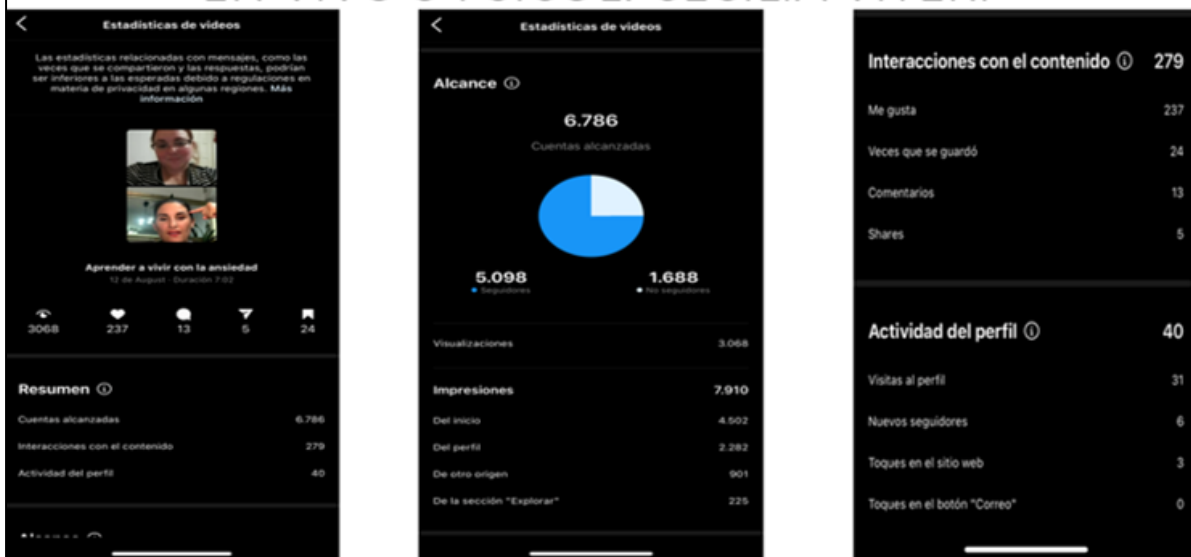 Estadísticas de videos
Las estadísticas relacionadas con mensajes, como las
veces que se compartieron y las respuestas, podrían
ser inferiores a las esperadas debido a regulaciones en
materia de privacidad en algunas regiones. Más
información
Aprender a vivir con la ansiedad
12 de August · Duración 7:02
3068 237 13 5 24
Resumen
Cuentas alcanzadas 6.786
Interacciones con el contenido 279
Actividad del perfil 40
Estadísticas de videos
Alcance
6.786
Cuentas alcanzadas
5.098 1.688
Seguidores No seguidores
Visualizaciones 3.068
Impresiones 7.910
Del inicio 4.502
Del perfil 2.282
De otro origen 901
De la sección "Explorar" 225
Interacciones con el contenido 279
Me gusta 237
Veces que se guardó 24
Comentarios 13
Shares 5
Actividad del perfil 40
Visitas al perfil 31
Nuevos seguidores 6
Toques en el sitio web 3
Toques en el botón "Correo" 0